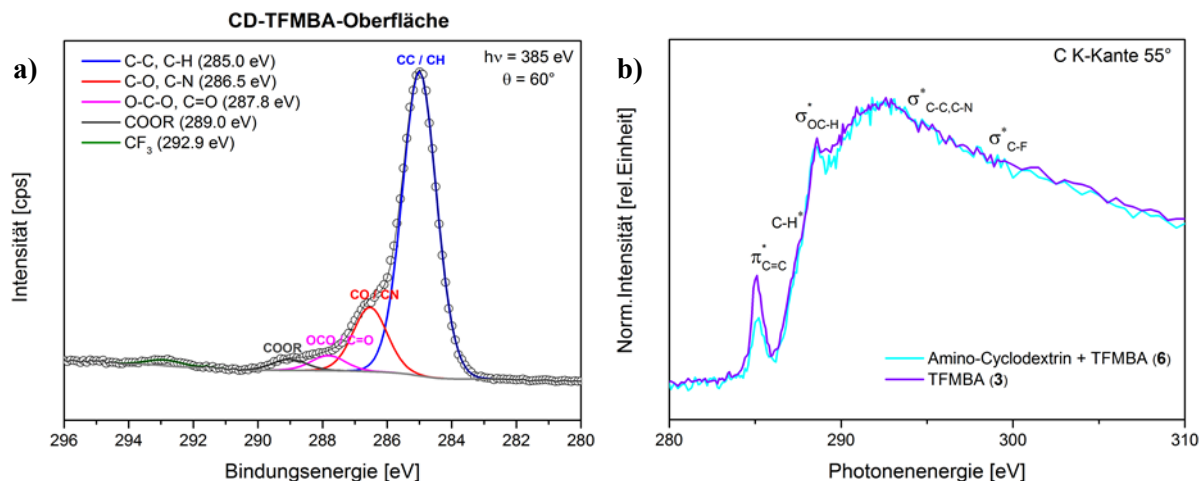 CD-TFMBA-Oberfläche
a)
C-C, C-H (285.0 eV)
C-O, C-N (286.5 eV)
O-C-O, C=O (287.8 eV)
COOR (289.0 eV)
CF3 (292.9 eV)
CC / CH
hν = 385 eV
θ = 60°
CO / CN
OCO / C=O
COOR
Intensität [cps]
296 294 292 290 288 286 284 282 280
Bindungsenergie [eV]
b)
C K-Kante 55°
σ*C-C,C-N
σ*OC-H
σ*C-F
C-H*
π*C=C
Norm.Intensität [rel.Einheit]
Amino-Cyclodextrin + TFMBA (6)
TFMBA (3)
280 290 300 310
Photonenenergie [eV]